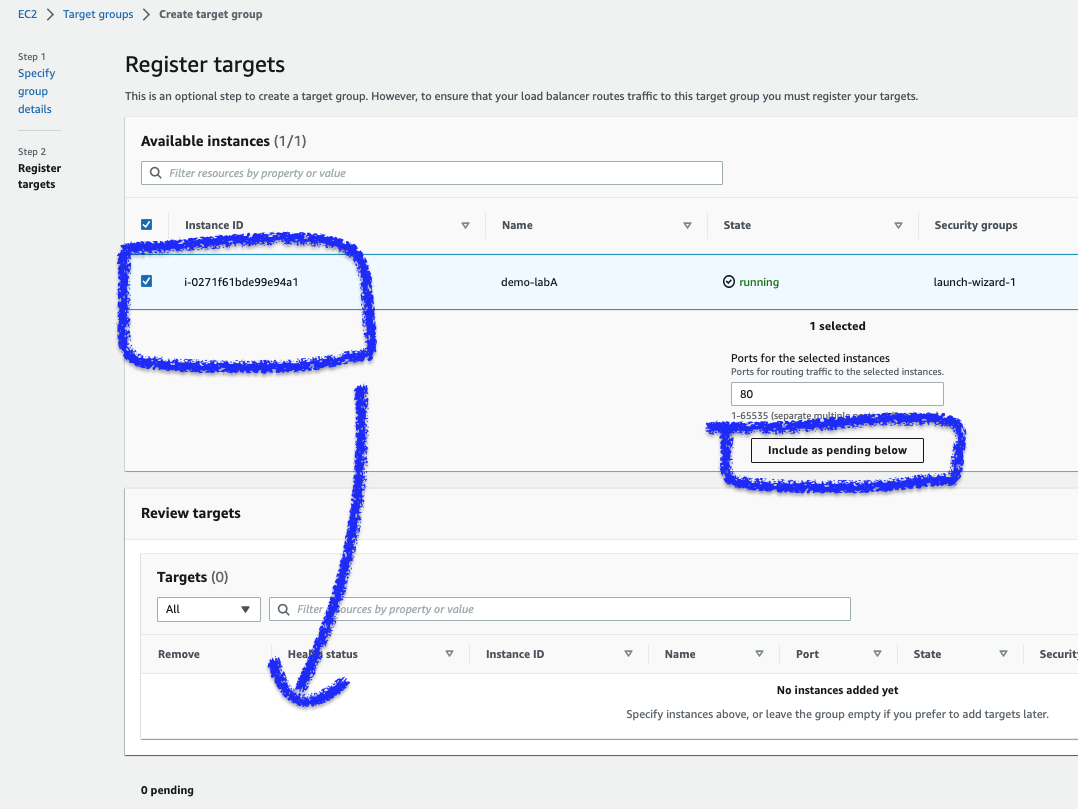 EC2 > Target groups > Create target group
Step 1
Specify
group
details
Step 2
Register
targets
Register targets
This is an optional step to create a target group. However, to ensure that your load balancer routes traffic to this target group you must register your targets.
Available instances (1/1)
Filter resources by property or value
Instance ID Name State Security groups
i-0271f61bde99e94a1 demo-labA running launch-wizard-1
1 selected
Ports for the selected instances
Ports for routing traffic to the selected instances.
80
1-65535 (separate multiple
Include as pending below
Review targets
Targets (0)
All Filter resources by property or value
Remove Health status Instance ID Name Port State Security
No instances added yet
Specify instances above, or leave the group empty if you prefer to add targets later.
0 pending